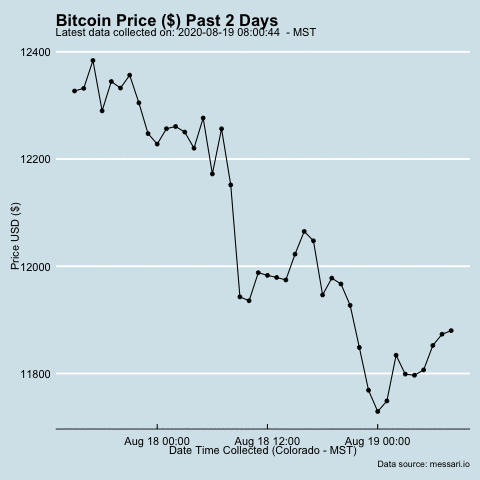 Bitcoin Price ($) Past 2 Days
Latest data collected on: 2020-08-19 08:00:44  - MST
12400
12200
12000
11800
Price USD ($)
Aug 18 00:00 Aug 18 12:00 Aug 19 00:00
Date Time Collected (Colorado - MST)
Data source: messari.io